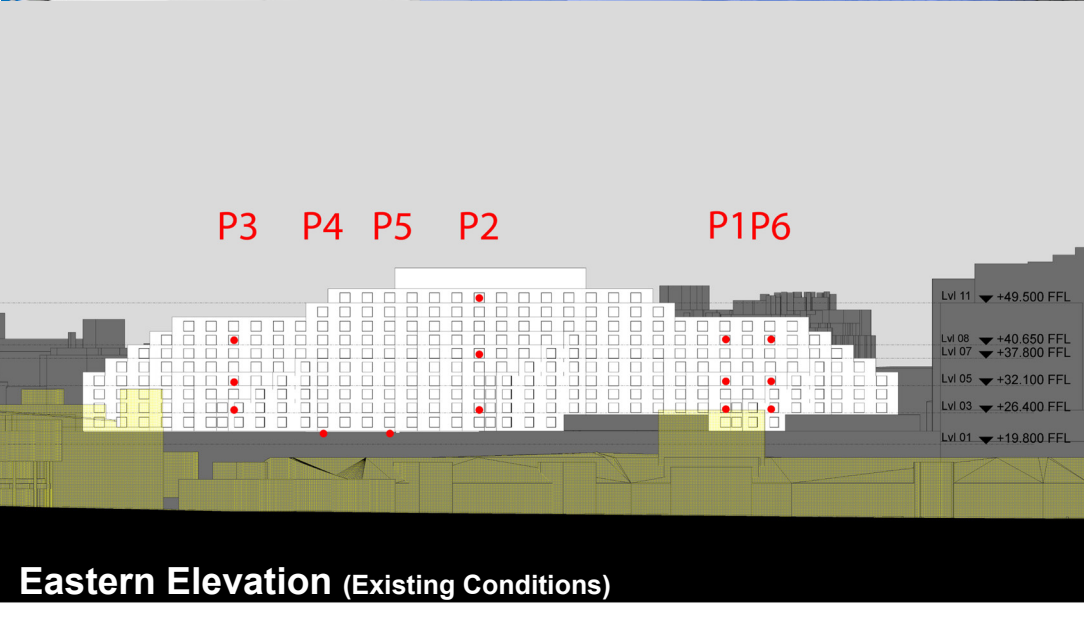 P3 P4 P5 P2 P1 P6
Lvl 11 +49.500 FFL
Lvl 08 +40.650 FFL
Lvl 07 +37.800 FFL
Lvl 05 +32.100 FFL
Lvl 03 +26.400 FFL
Lvl 01 +19.800 FFL
Eastern Elevation (Existing Conditions)